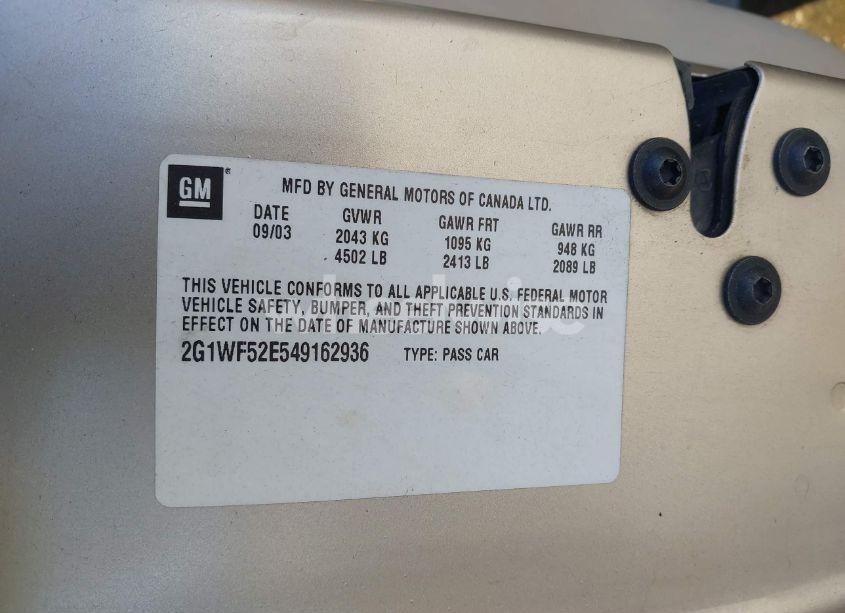 GM ® MFD BY GENERAL MOTORS OF CANADA LTD.
DATE GVWR GAWR FRT GAWR RR
09/03 2043 KG 1095 KG 948 KG
4502 LB 2413 LB 2089 LB
THIS VEHICLE CONFORMS TO ALL APPLICABLE U.S. FEDERAL MOTOR
VEHICLE SAFETY, BUMPER, AND THEFT PREVENTION STANDARDS IN
EFFECT ON THE DATE OF MANUFACTURE SHOWN ABOVE.
2G1WF52E549162936 TYPE: PASS CAR